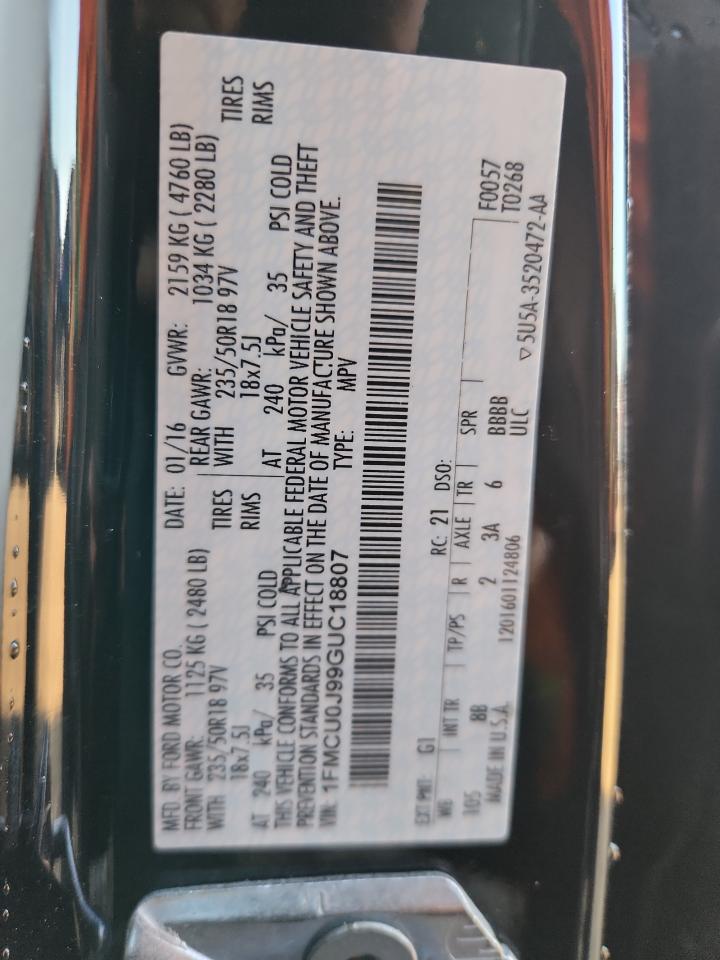 MFD. BY FORD MOTOR CO. DATE: 01/16 GVWR: 2159 KG ( 4760 LB)
FRONT GAWR: 1125 KG ( 2480 LB) REAR GAWR: 1034 KG ( 2280 LB)
WITH 235/50R18 97V TIRES WITH 235/50R18 97V TIRES
18x7.5J RIMS 18x7.5J RIMS
AT 240 kPa/ 35 PSI COLD AT 240 kPa/ 35 PSI COLD
THIS VEHICLE CONFORMS TO ALL APPLICABLE FEDERAL MOTOR VEHICLE SAFETY AND THEFT
PREVENTION STANDARDS IN EFFECT ON THE DATE OF MANUFACTURE SHOWN ABOVE.
VIN: 1FMCU0J99GUC18807 TYPE: MPV
EXT PNT: G1 RC: 21 DSO: F0057
WB INT TR TP/PS R AXLE TR SPR T0268
105 8B 2 3A 6 BBBB
MADE IN U.S.A. 1201601124806 ULC ▽5U5A-3520472-AA